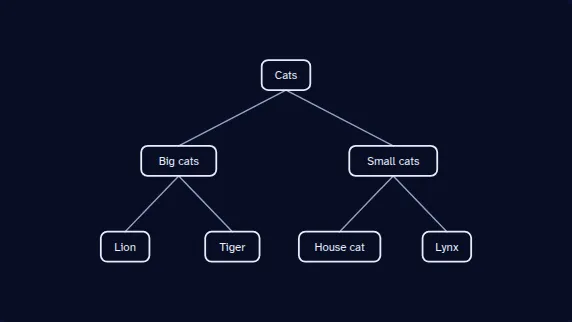 Cats
Big cats
Small cats
Lion
Tiger
House cat
Lynx